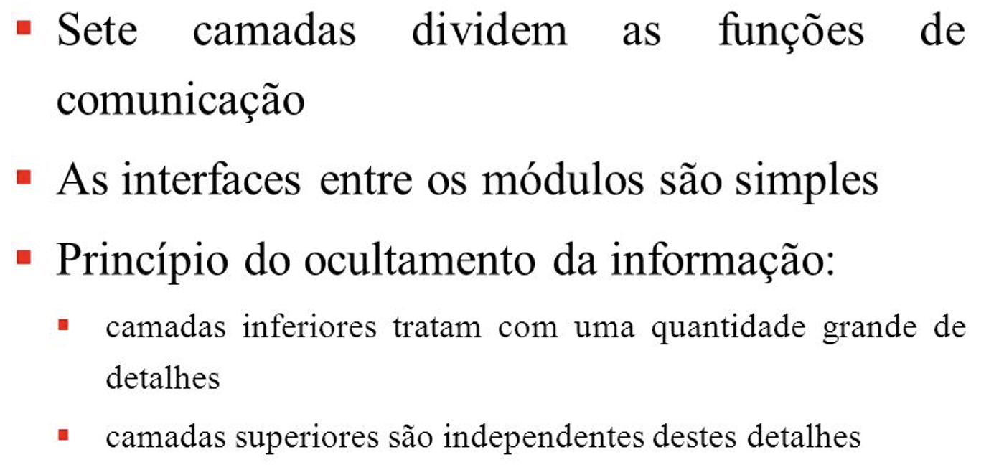 Sete camadas dividem as funções de
comunicação
As interfaces entre os módulos são simples
Princípio do ocultamento da informação:
camadas inferiores tratam com uma quantidade grande de
detalhes
camadas superiores são independentes destes detalhes